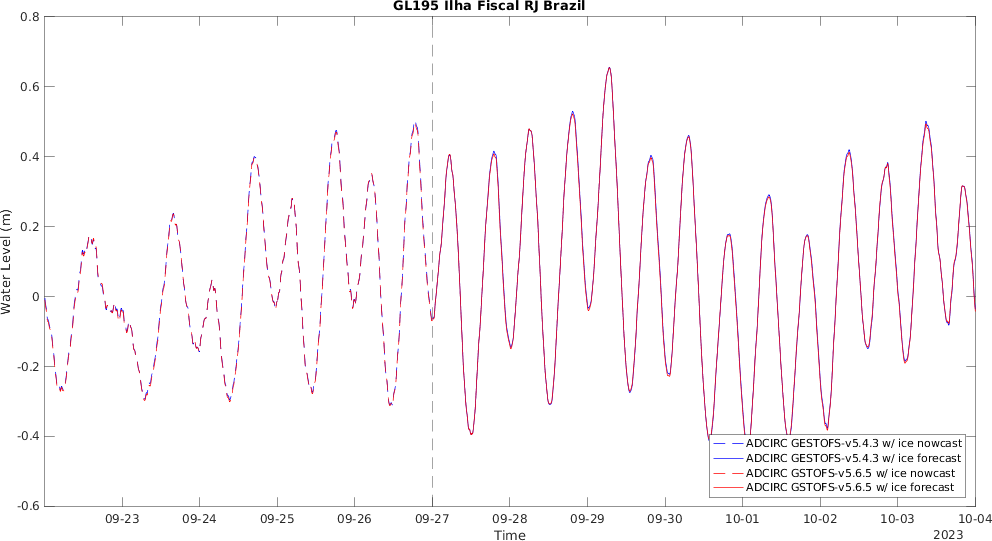 GL195 Ilha Fiscal RJ Brazil
0.8
0.6
0.4
0.2
0
-0.2
-0.4
-0.6
Water Level (m)
ADCIRC GESTOFS-v5.4.3 w/ ice nowcast
ADCIRC GESTOFS-v5.4.3 w/ ice forecast
ADCIRC GSTOFS-v5.6.5 w/ ice nowcast
ADCIRC GSTOFS-v5.6.5 w/ ice forecast
09-23 09-24 09-25 09-26 09-27 09-28 09-29 09-30 10-01 10-02 10-03 10-04
Time
2023